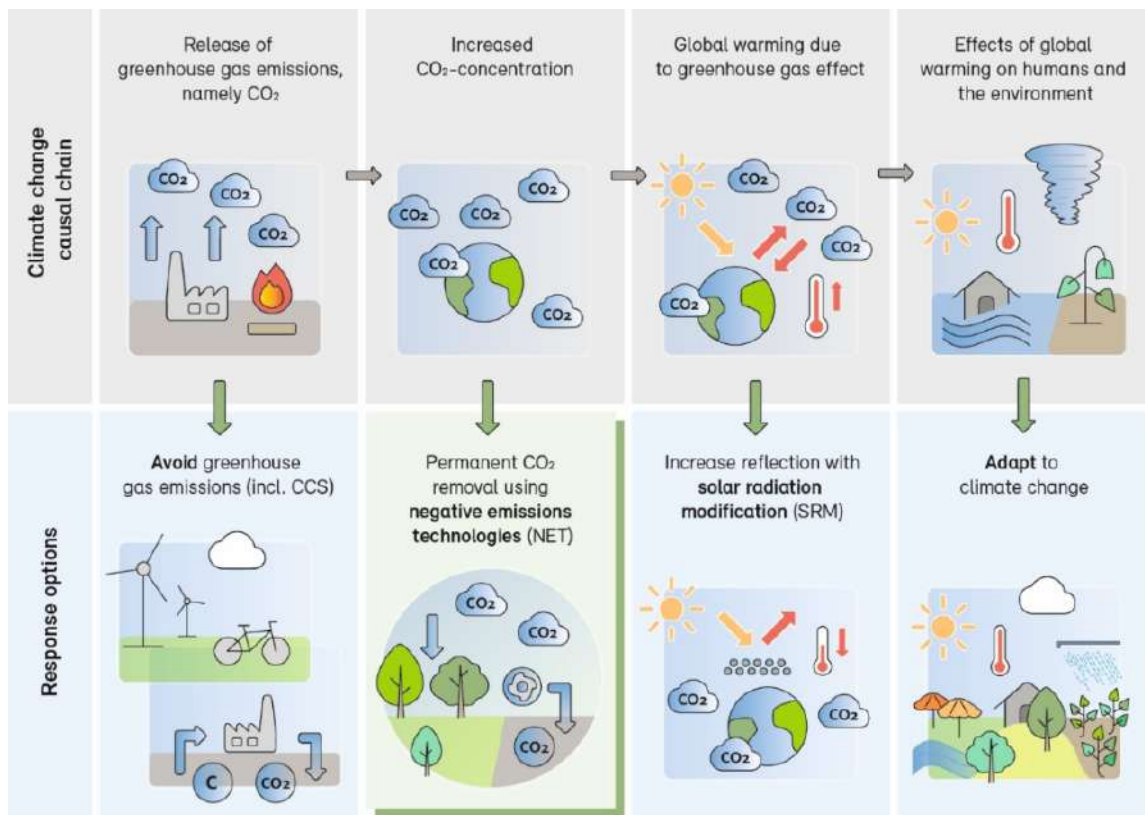 Climate change
causal chain
Release of
greenhouse gas emissions,
namely CO₂
CO₂
CO₂
CO₂
Increased
CO₂-concentration
CO₂
CO₂
CO₂
CO₂
CO₂
Global warming due
to greenhouse gas effect
CO₂
CO₂
CO₂
CO₂
Effects of global
warming on humans and
the environment
Response options
Avoid greenhouse
gas emissions (incl. CCS)
C
CO₂
Permanent CO₂
removal using
negative emissions
technologies (NET)
CO₂
CO₂
CO₂
Increase reflection with
solar radiation
modification (SRM)
CO₂
CO₂
CO₂
Adapt to
climate change